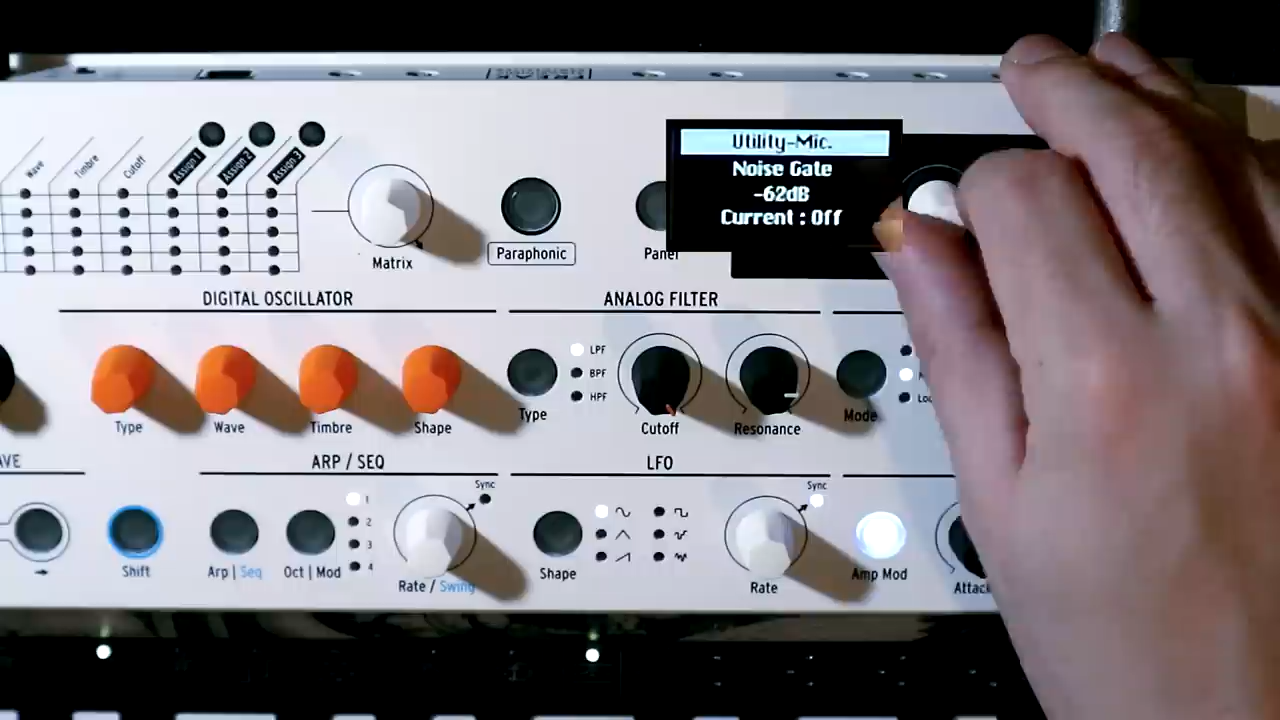 Utility-Mic.
Noise Gate
-62dB
Current : Off
Wave
Timbre
Cutoff
Assign 1
Assign 2
Assign 3
Matrix
Paraphonic
Panel
DIGITAL OSCILLATOR
ANALOG FILTER
LPF
BPF
HPF
Type
Wave
Timbre
Shape
Type
Cutoff
Resonance
Mode
ARP / SEQ
LFO
Sync
Sync
1
2
3
4
Shift
Arp | Seq
Oct | Mod
Rate / Swing
Shape
Rate
Amp Mod
Attack